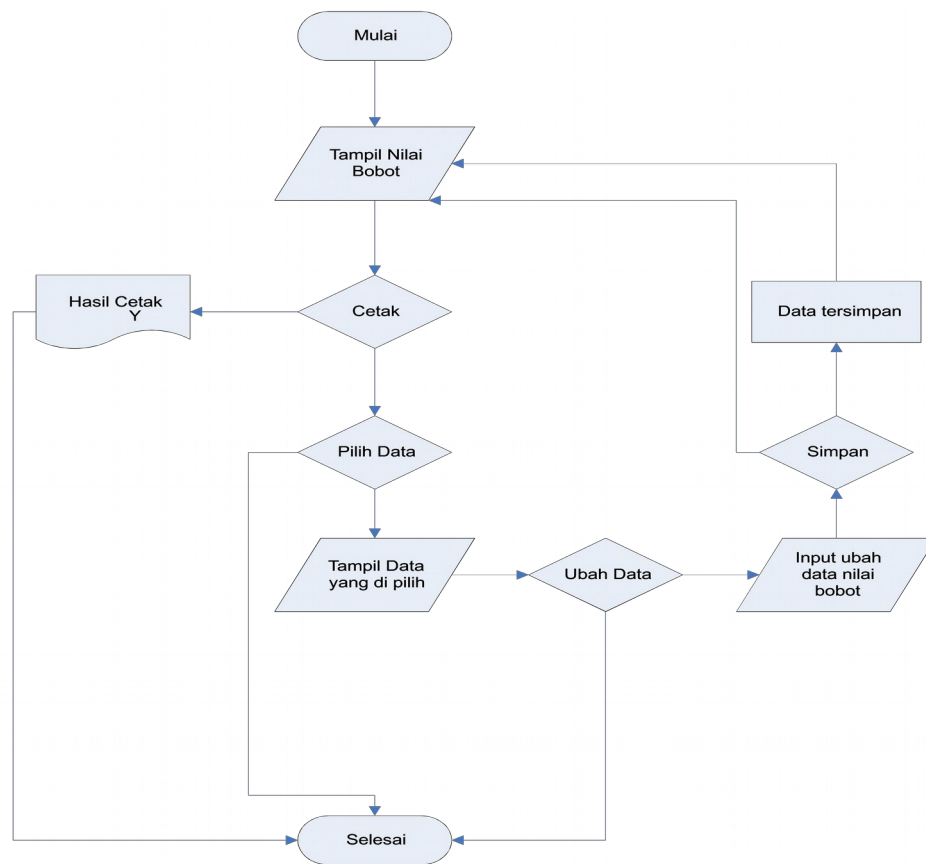 Mulai
Tampil Nilai
Bobot
Hasil Cetak
Y
Cetak
Data tersimpan
Pilih Data
Simpan
Tampil Data
yang di pilih
Ubah Data
Input ubah
data nilai
bobot
Selesai